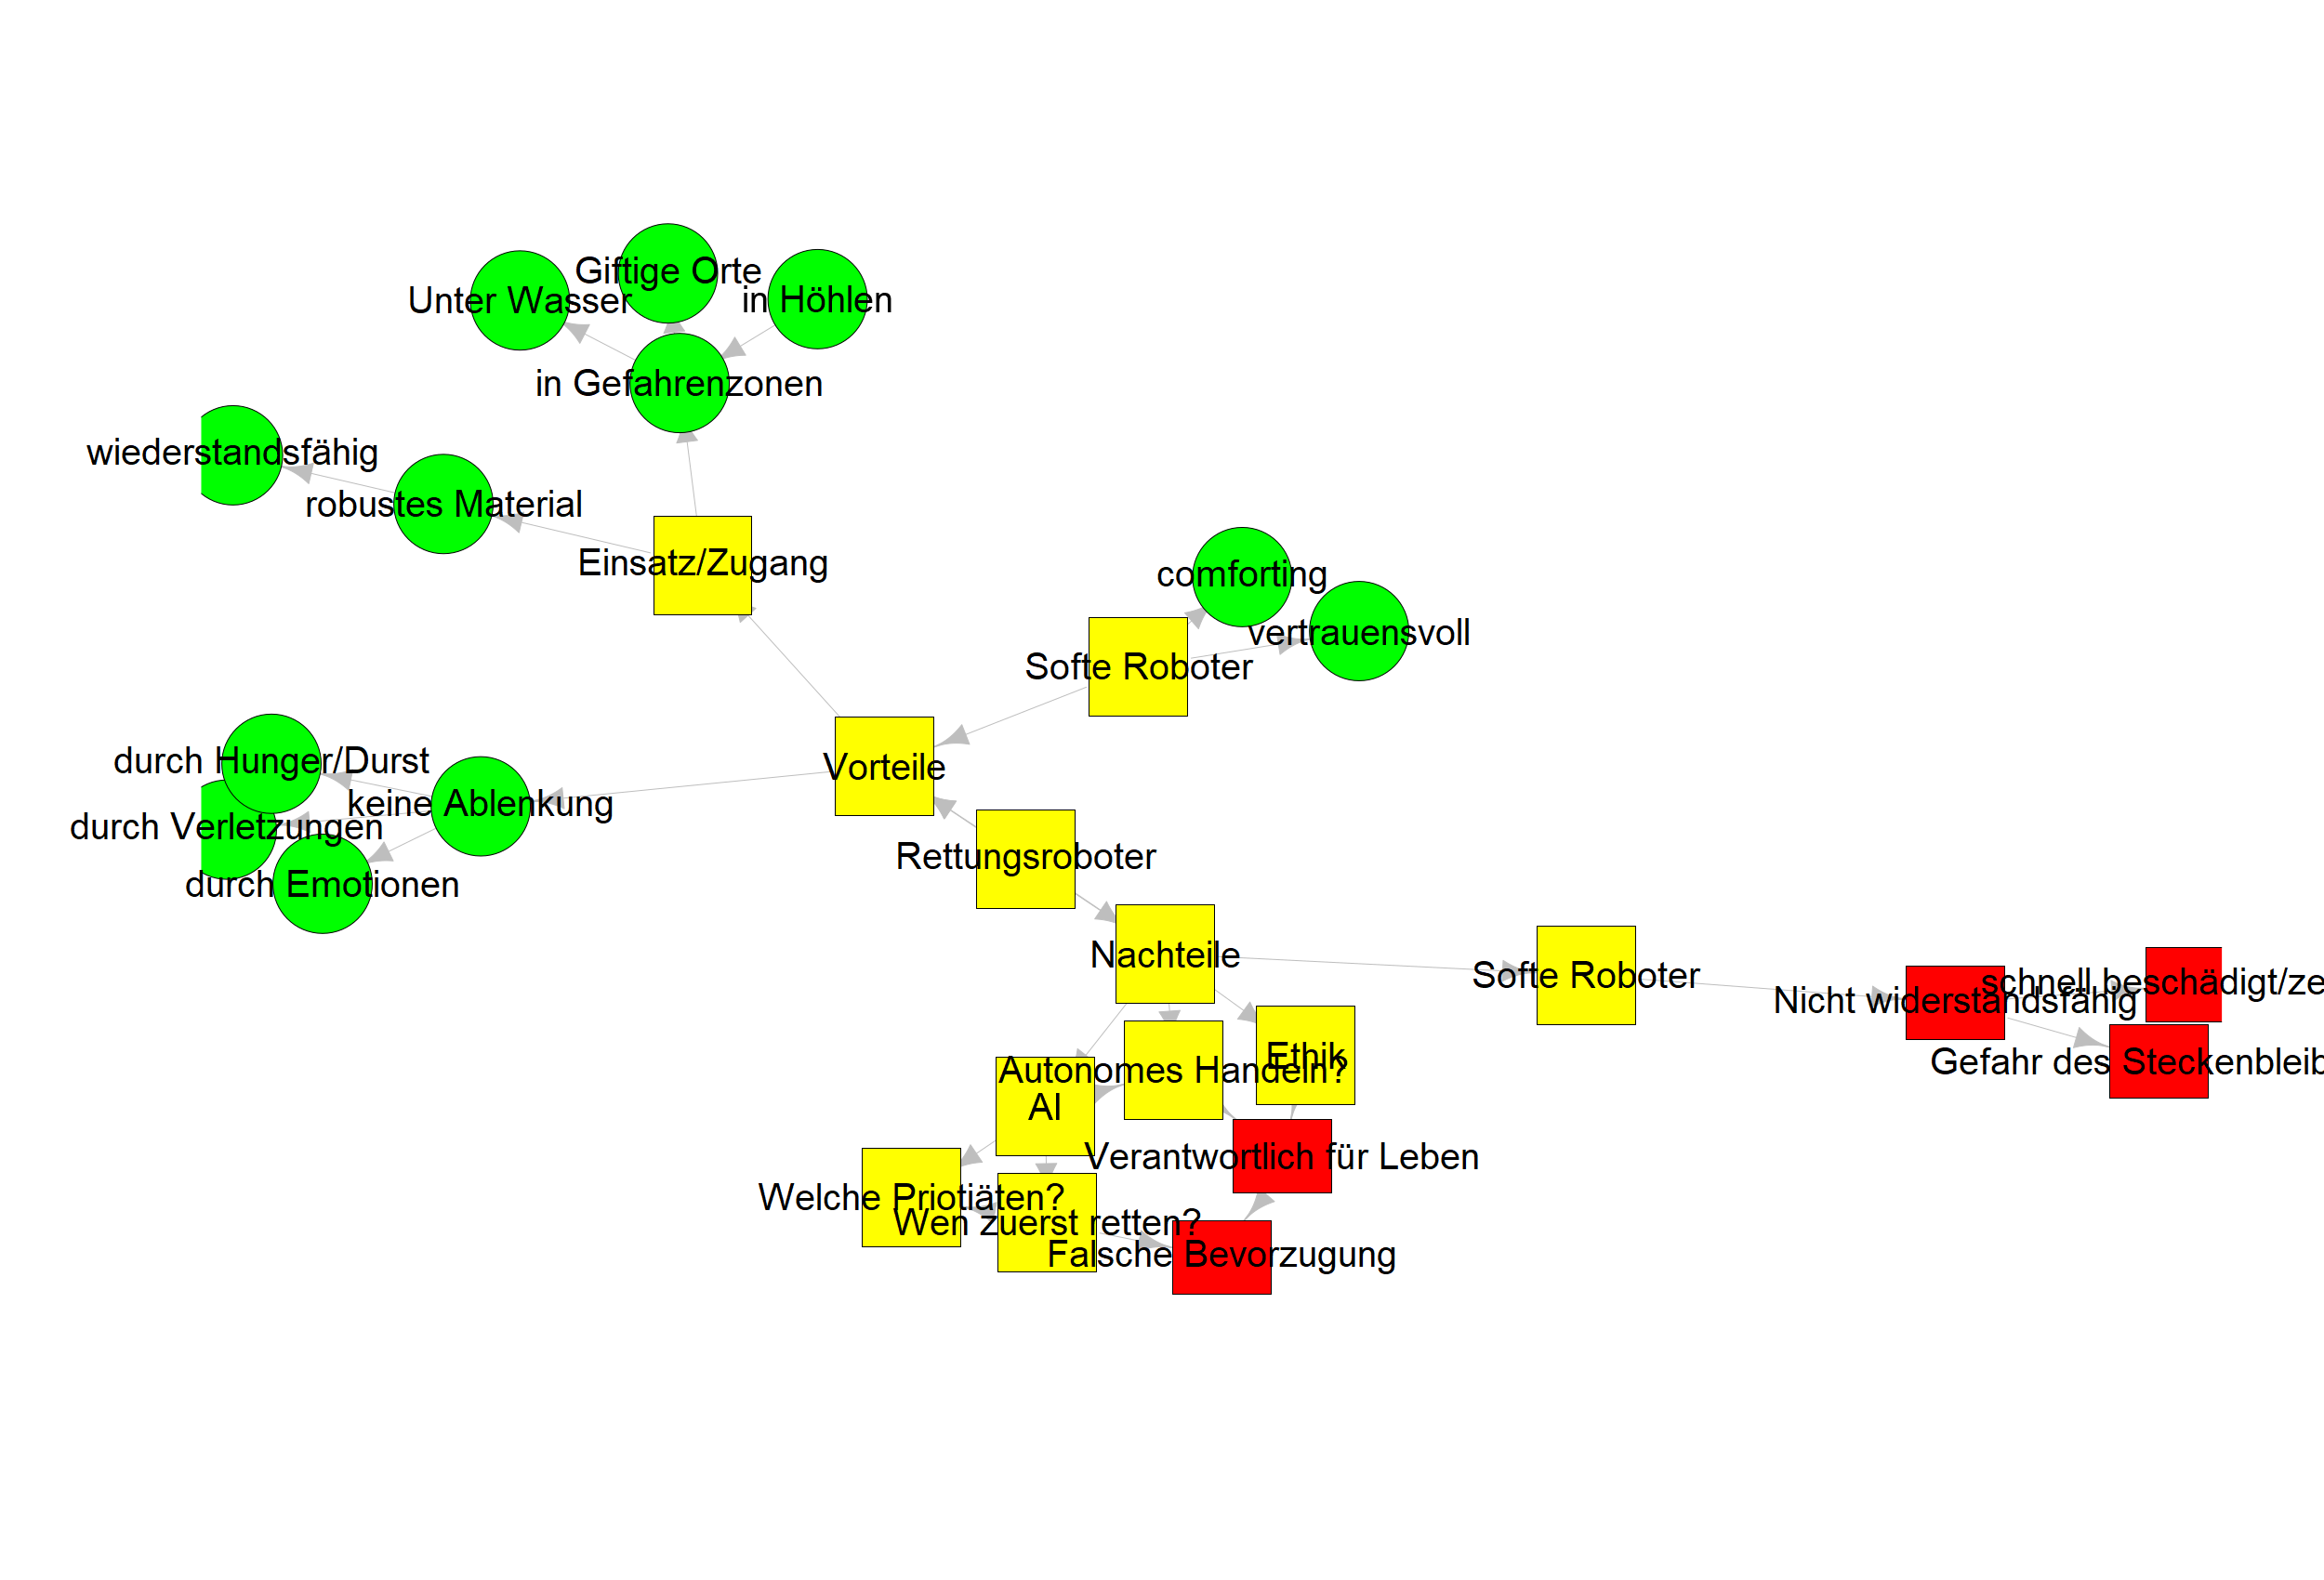 Giftige Orte
Unter Wasser
in Höhlen
in Gefahrenzonen
wiederstandsfähig
robustes Material
Einsatz/Zugang
comforting
vertrauensvoll
Softe Roboter
durch Hunger/Durst
Vorteile
keine Ablenkung
durch Verletzungen
Rettungsroboter
durch Emotionen
Nachteile
Softe Roboter
schnell beschädigt/ze
Nicht widerstandsfähig
Ethik
Gefahr des Steckenbleib
Autonomes Handeln?
AI
Verantwortlich für Leben
Welche Priotiäten?
Wen zuerst retten?
Falsche Bevorzugung